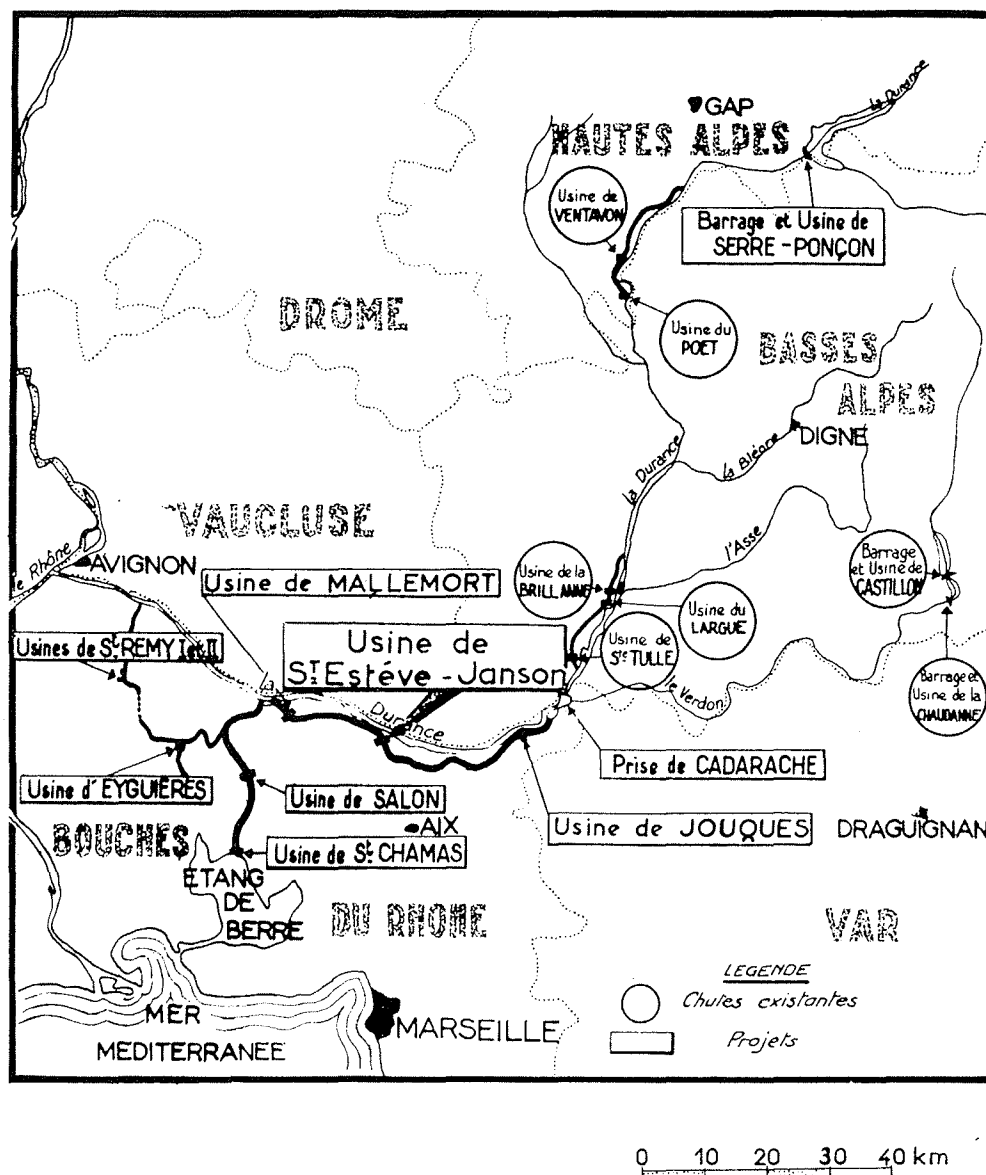 la Durance
GAP
HAUTES ALPES
Usine de
VENTAVON
Barrage et Usine de
SERRE-PONÇON
DROME
Usine du
POET
BASSES
ALPES
DIGNE
la Durance
la Bléone
VAUCLUSE
le Rhône
AVIGNON
l'Asse
Usine de MALLEMORT
Usine de la
BRILLANNE
Barrage
et Usine de
CASTILLON
Usine du
LARGUE
Usine de
Ste TULLE
Usines de St REMY I et II
Usine de
St Estéve-Janson
le Verdon
Barrage et
Usine de la
CHAUDANNE
Durance
Prise de CADARACHE
Usine d'EYGUIÈRES
Usine de SALON
Usine de JOUQUES
DRAGUIGNAN
BOUCHES
AIX
Usine de St CHAMAS
ETANG
DE
BERRE
DU RHOME
VAR
LEGENDE
Chutes existantes
Projets
MER
MEDITERRANEE
MARSEILLE
0 10 20 30 40 km